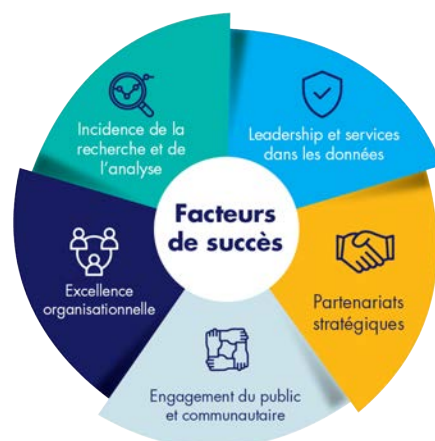 Facteurs
de succès
Leadership et services
dans les données
Partenariats
stratégiques
Engagement du public
et communautaire
Excellence
organisationnelle
Incidence de la
recherche et de
l'analyse